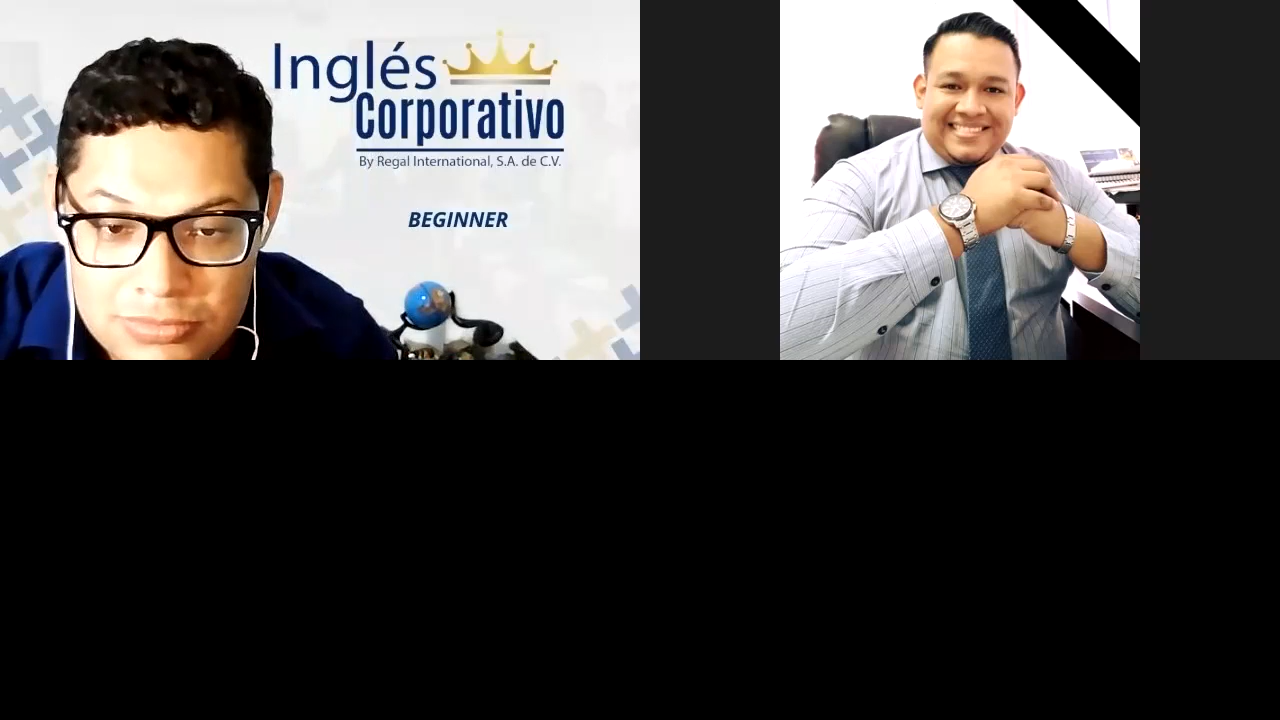 Inglés
Corporativo
By Regal International, S.A. de C.V.
BEGINNER